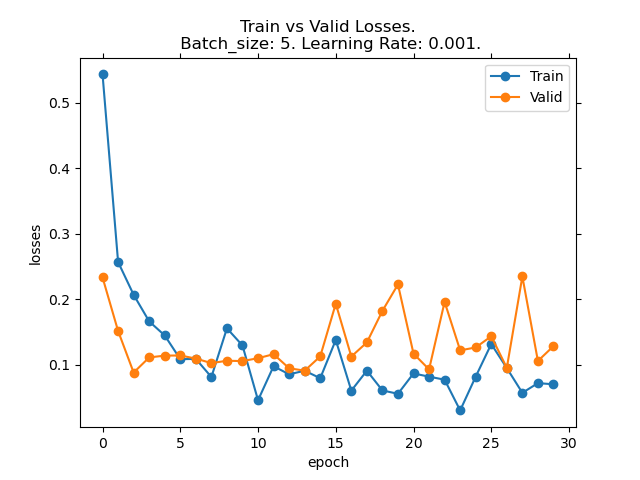 Train vs Valid Losses.
Batch_size: 5. Learning Rate: 0.001.
Train
Valid
0.5
0.4
0.3
0.2
0.1
losses
0 5 10 15 20 25 30
epoch